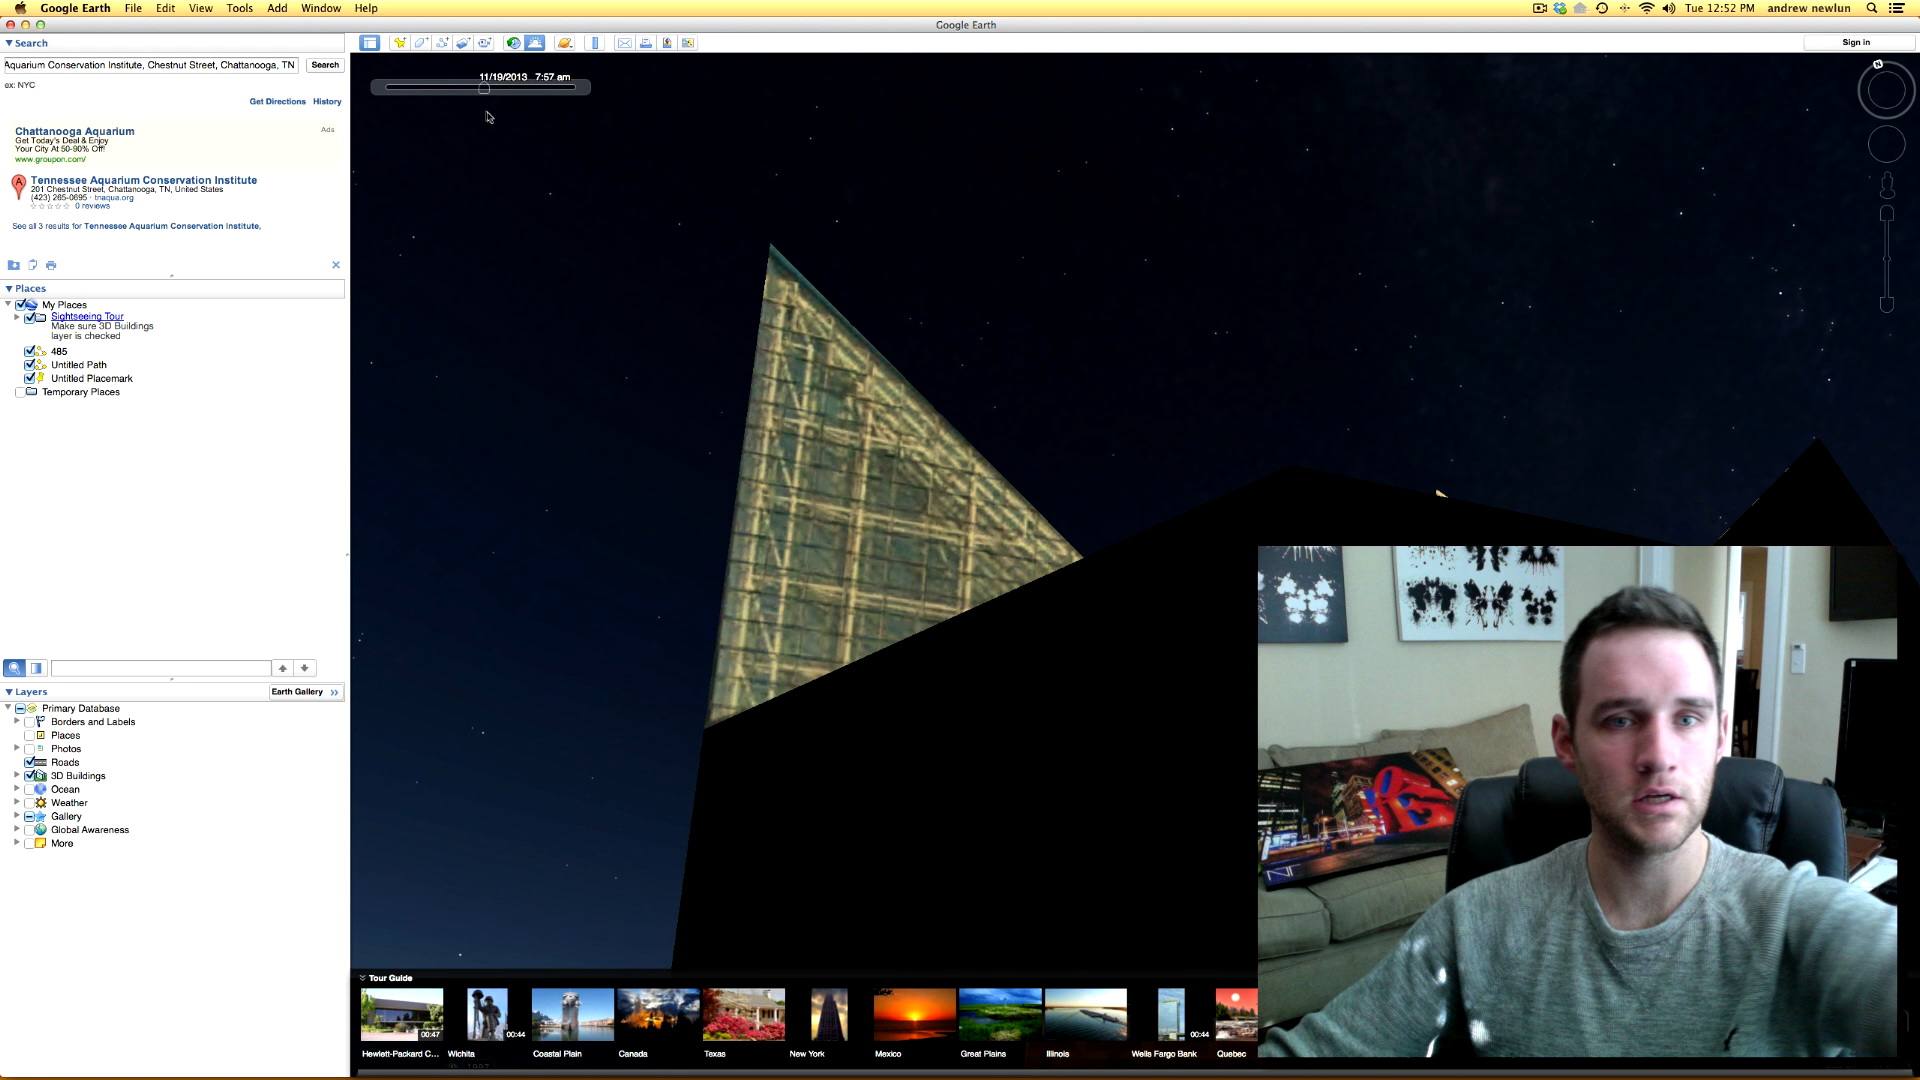 Google Earth File Edit View Tools Add Window Help
Tue 12:52 PM andrew newlun
Google Earth
Search
Aquarium Conservation Institute, Chestnut Street, Chattanooga, TN
Search
ex: NYC
Get Directions History
Chattanooga Aquarium
Ads
Get Today's Deal & Enjoy
Your City At 50-90% Off!
www.groupon.com/
A
Tennessee Aquarium Conservation Institute
201 Chestnut Street, Chattanooga, TN, United States
(423) 265-0695 - tnaqua.org
0 reviews
See all 3 results for Tennessee Aquarium Conservation Institute,
Places
My Places
Sightseeing Tour
Make sure 3D Buildings
layer is checked
485
Untitled Path
Untitled Placemark
Temporary Places
Layers
Earth Gallery »
Primary Database
Borders and Labels
Places
Photos
Roads
3D Buildings
Ocean
Weather
Gallery
Global Awareness
More
Sign in
11/19/2013 7:57 am
N
Tour Guide
00:47
00:44
00:44
Hewlett-Packard C...
Wichita
Coastal Plain
Canada
Texas
New York
Mexico
Great Plains
Illinois
Wells Fargo Bank
Quebec